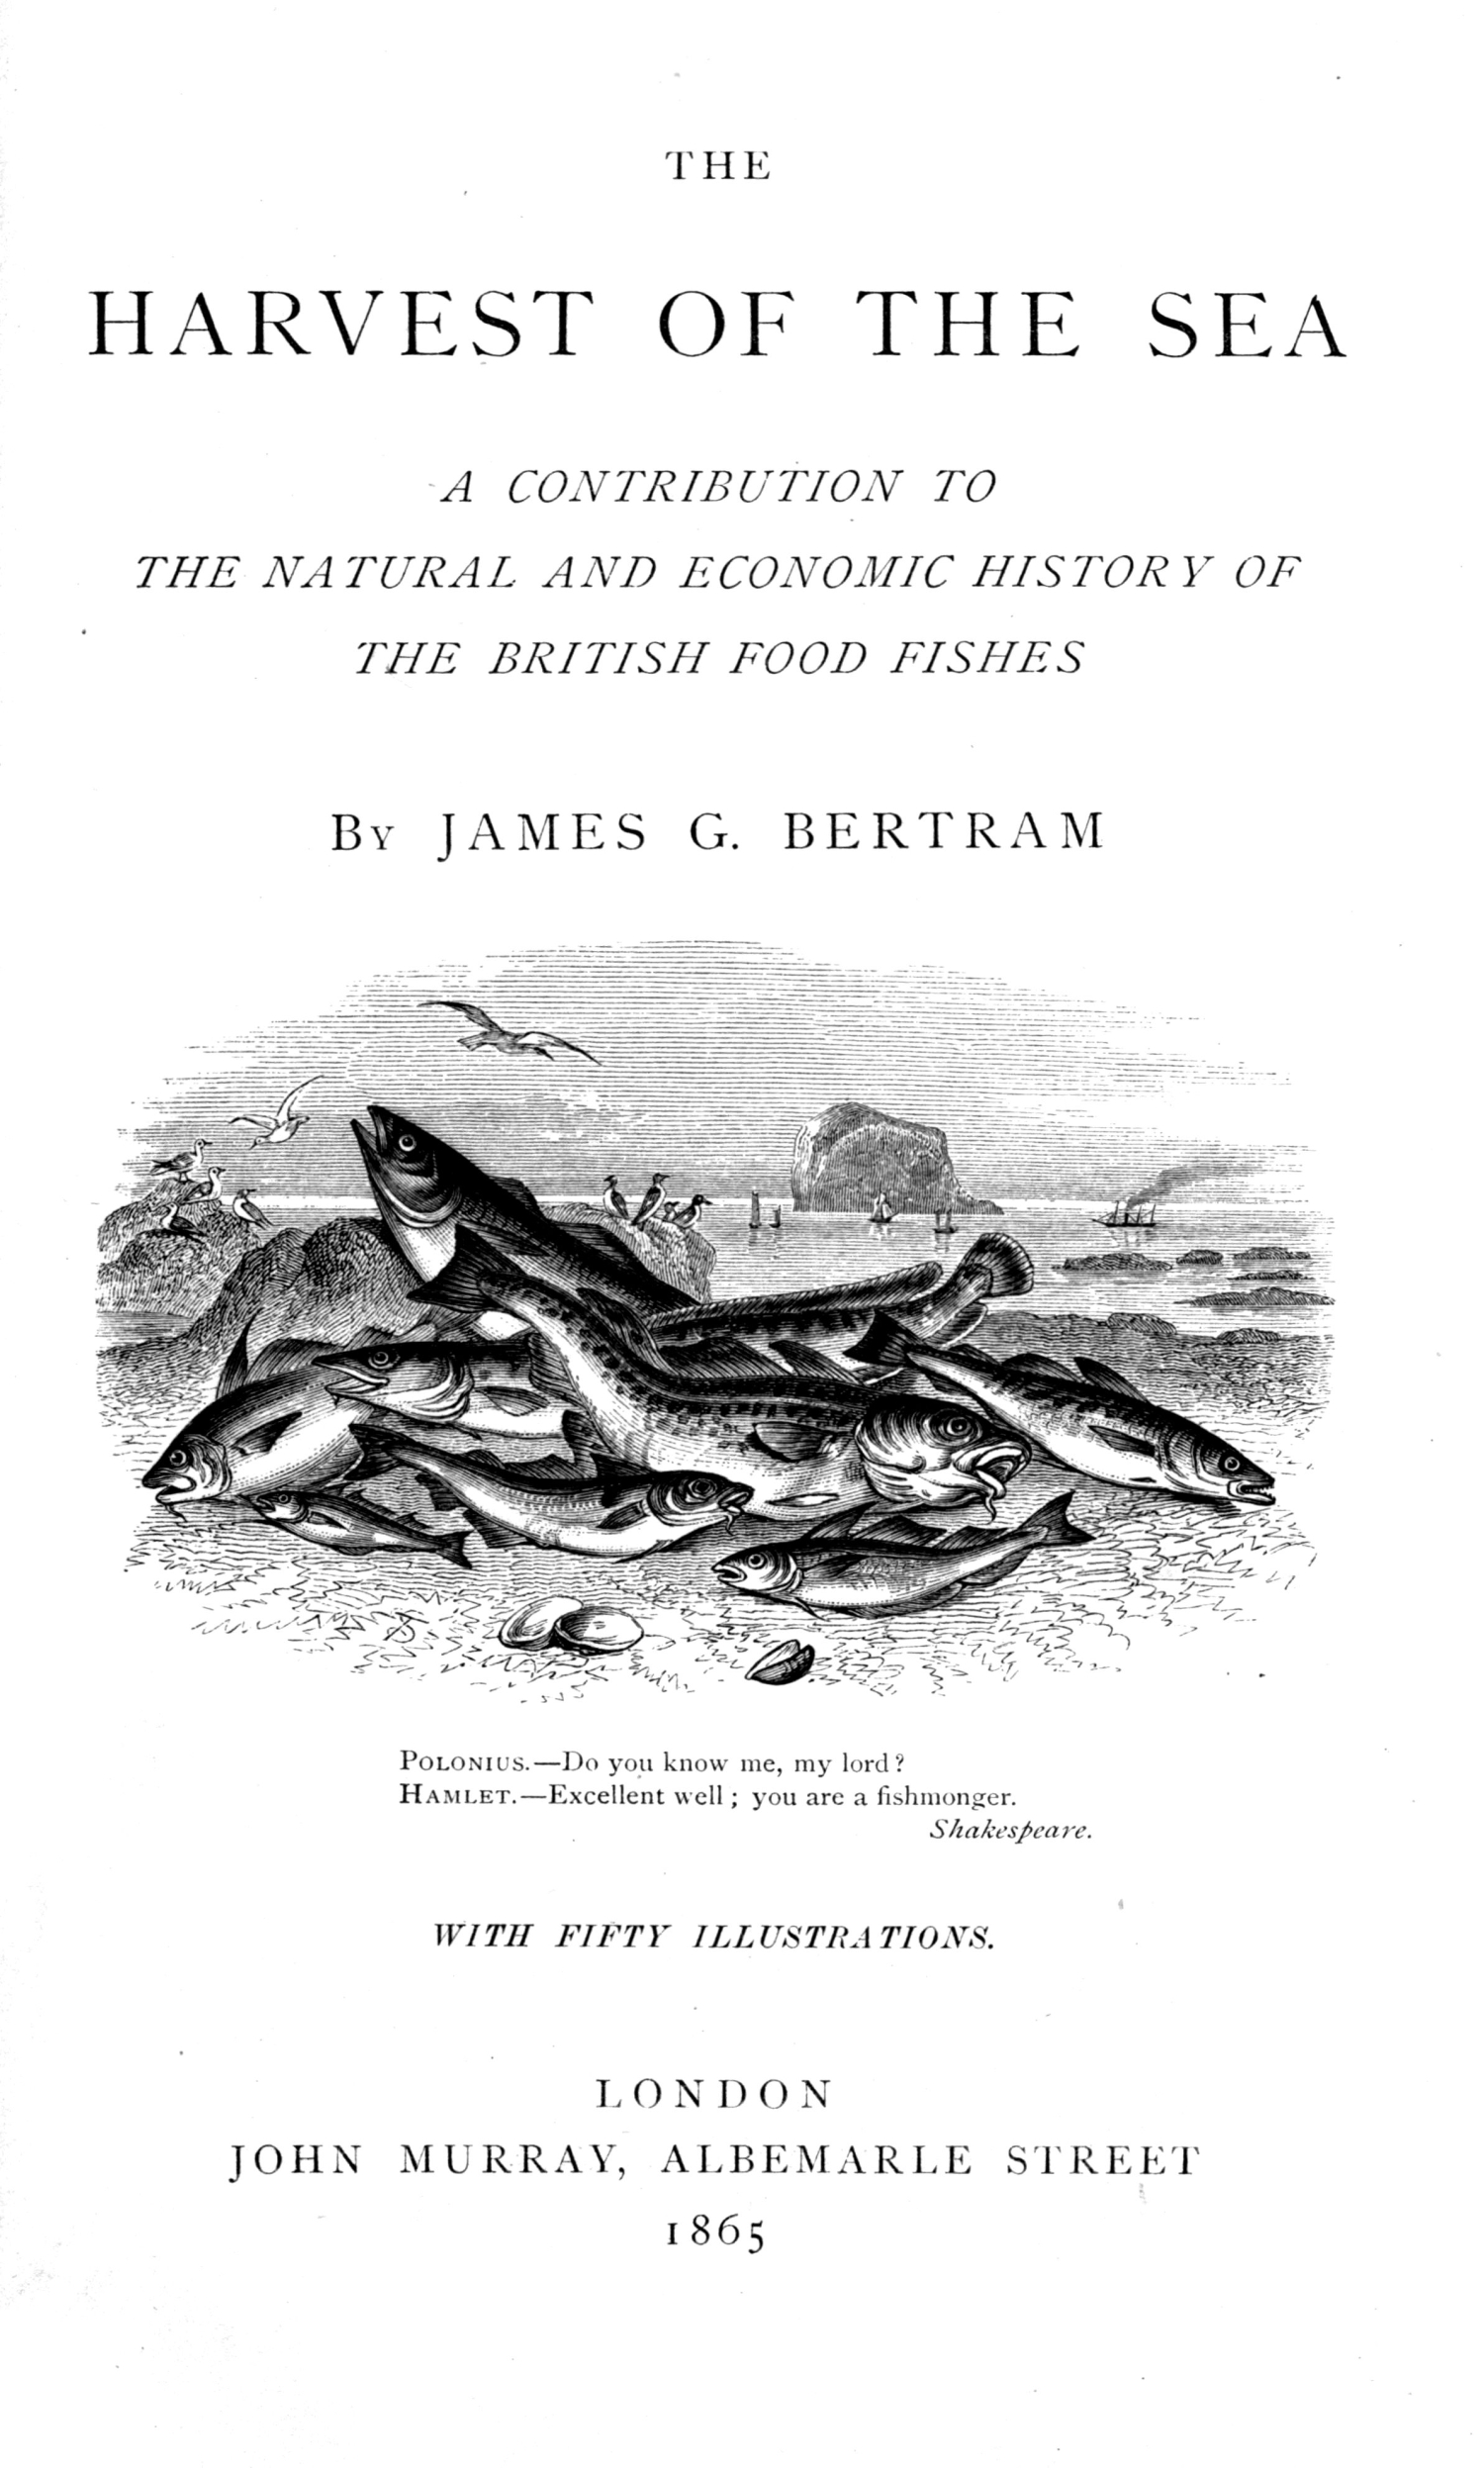 THE
HARVEST OF THE SEA
A CONTRIBUTION TO
THE NATURAL AND ECONOMIC HISTORY OF
THE BRITISH FOOD FISHES
By JAMES G. BERTRAM
POLONIUS.—Do you know me, my lord?
HAMLET.—Excellent well; you are a fishmonger.
Shakespeare.
WITH FIFTY ILLUSTRATIONS.
LONDON
JOHN MURRAY, ALBEMARLE STREET
1865